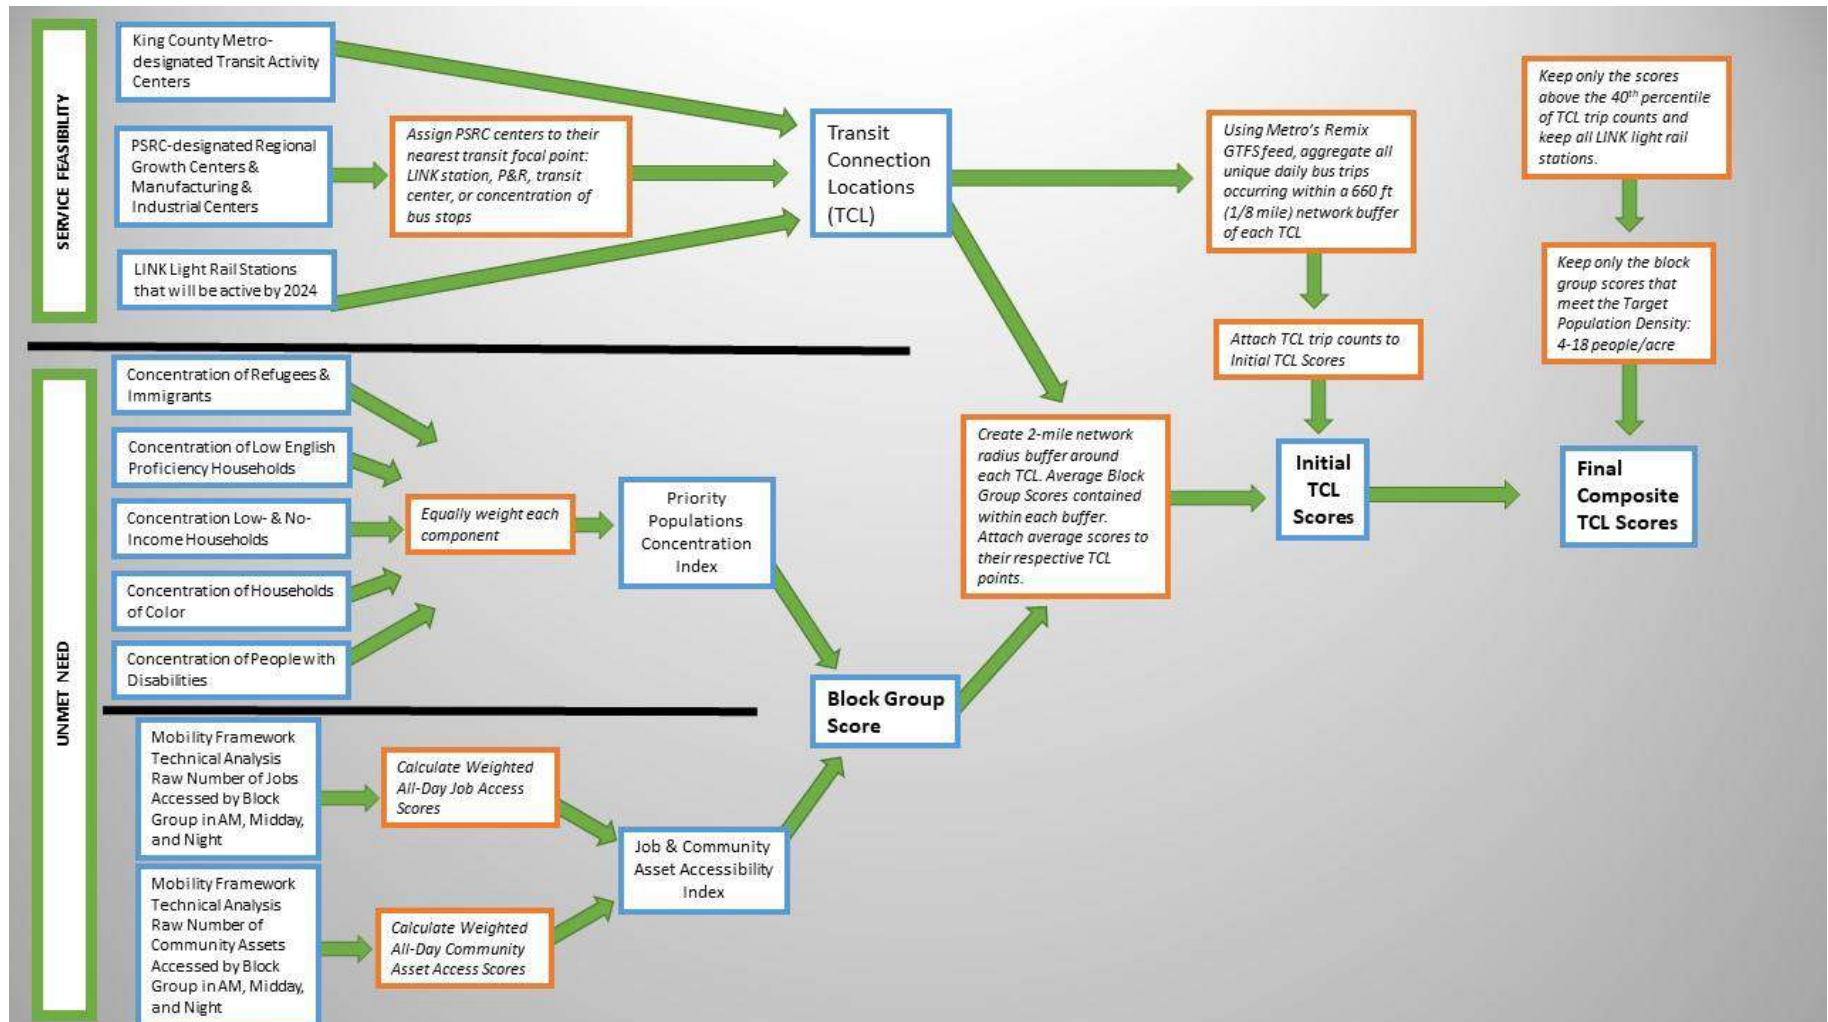 SERVICE FEASIBILITY
King County Metro-
designated Transit Activity
Centers
PSRC-designated Regional
Growth Centers &
Manufacturing &
Industrial Centers
LINK Light Rail Stations
that will be active by 2024
Assign PSRC centers to their
nearest transit focal point:
LINK station, P&R, transit
center, or concentration of
bus stops
Transit
Connection
Locations
(TCL)
Using Metro's Remix
GTFS feed, aggregate all
unique daily bus trips
occurring within a 660 ft
(1/8 mile) network buffer
of each TCL
Attach TCL trip counts to
Initial TCL Scores
Keep only the scores
above the 40th percentile
of TCL trip counts and
keep all LINK light rail
stations.
Keep only the block
group scores that
meet the Target
Population Density:
4-18 people/acre
UNMET NEED
Concentration of Refugees &
Immigrants
Concentration of Low English
Proficiency Households
Concentration Low- & No-
Income Households
Concentration of Households
of Color
Concentration of People with
Disabilities
Equally weight each
component
Priority
Populations
Concentration
Index
Mobility Framework
Technical Analysis
Raw Number of Jobs
Accessed by Block
Group in AM, Midday,
and Night
Mobility Framework
Technical Analysis
Raw Number of
Community Assets
Accessed by Block
Group in AM, Midday,
and Night
Calculate Weighted
All-Day Job Access
Scores
Calculate Weighted
All-Day Community
Asset Access Scores
Job & Community
Asset Accessibility
Index
Block Group
Score
Create 2-mile network
radius buffer around
each TCL. Average Block
Group Scores contained
within each buffer.
Attach average scores to
their respective TCL
points.
Initial
TCL
Scores
Final
Composite
TCL Scores